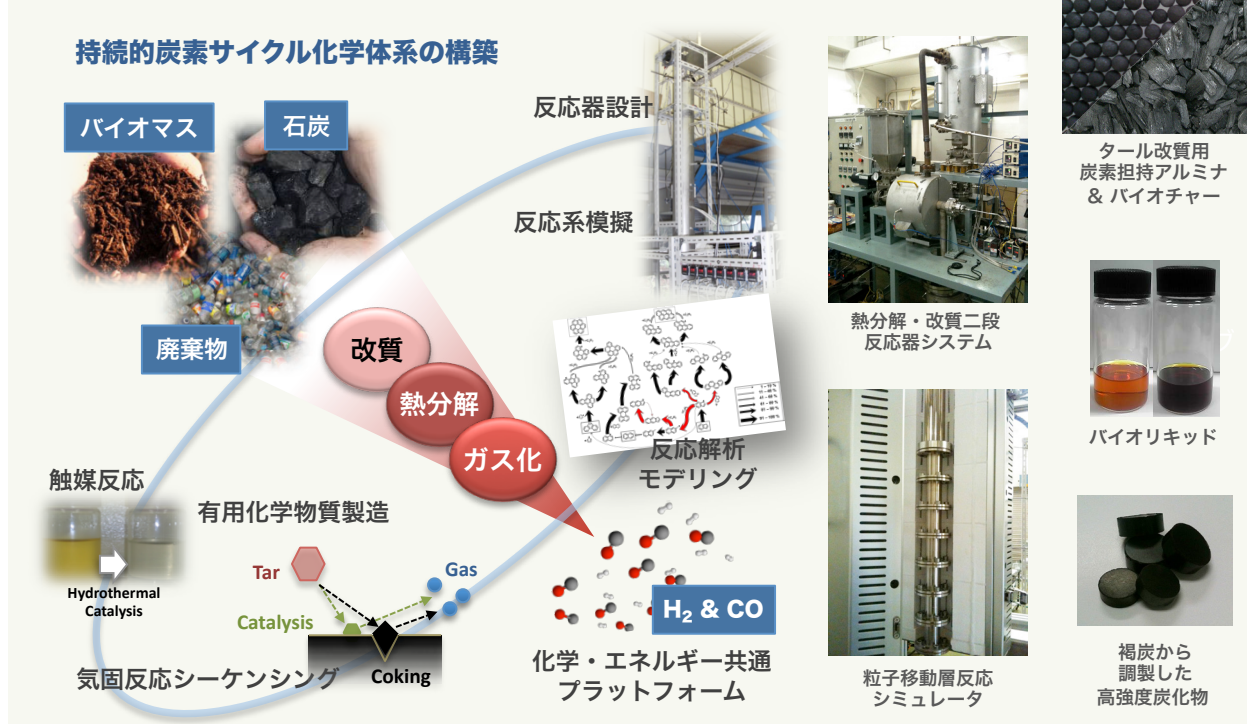 持続的炭素サイクル化学体系の構築
バイオマス
石炭
廃棄物
改質
熱分解
ガス化
反応器設計
反応系模擬
反応解析
モデリング
触媒反応
Hydrothermal
Catalysis
有用化学物質製造
Tar
Catalysis
Gas
Coking
気固反応シーケンシング
H₂ & CO
化学・エネルギー共通
プラットフォーム
熱分解・改質二段
反応器システム
粒子移動層反応
シミュレータ
タール改質用
炭素担持アルミナ
& バイオチャー
バイオリキッド
褐炭から
調製した
高強度炭化物